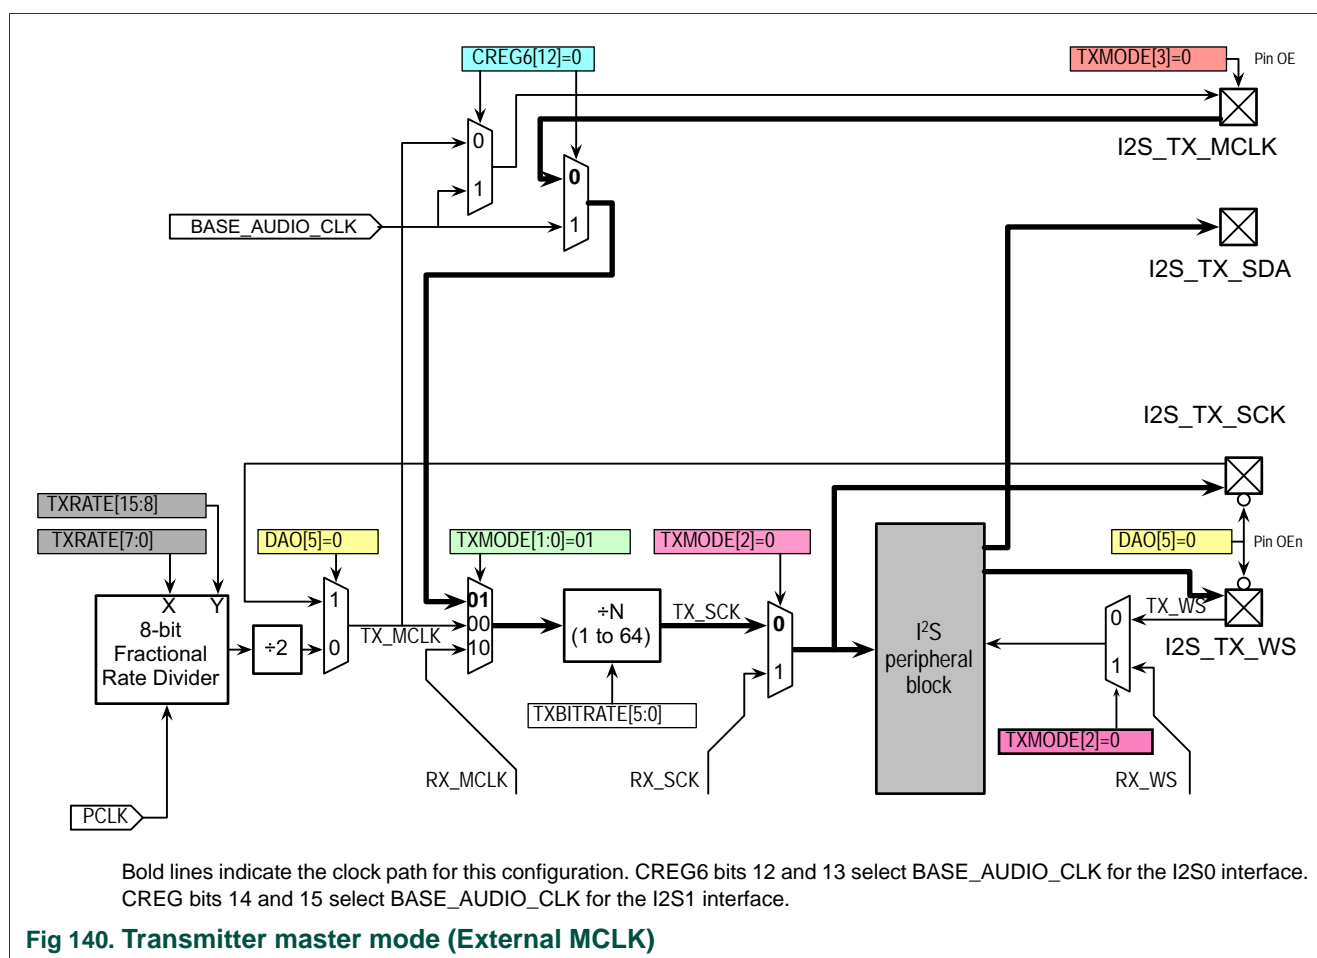 CREG6[12]=0
TXMODE[3]=0
Pin OE
0
I2S_TX_MCLK
0
1
BASE_AUDIO_CLK
1
I2S_TX_SDA
I2S_TX_SCK
TXRATE[15:8]
TXRATE[7:0]
DAO[5]=0
TXMODE[1:0]=01
TXMODE[2]=0
DAO[5]=0
Pin OEn
X
Y
8-bit
Fractional
Rate Divider
÷2
1
0
TX_MCLK
01
00
10
÷N
(1 to 64)
TX_SCK
0
1
I²S
peripheral
block
TX_WS
0
1
I2S_TX_WS
TXBITRATE[5:0]
TXMODE[2]=0
RX_MCLK
RX_SCK
RX_WS
PCLK
Bold lines indicate the clock path for this configuration. CREG6 bits 12 and 13 select BASE_AUDIO_CLK for the I2S0 interface.
CREG bits 14 and 15 select BASE_AUDIO_CLK for the I2S1 interface.
Fig 140. Transmitter master mode (External MCLK)